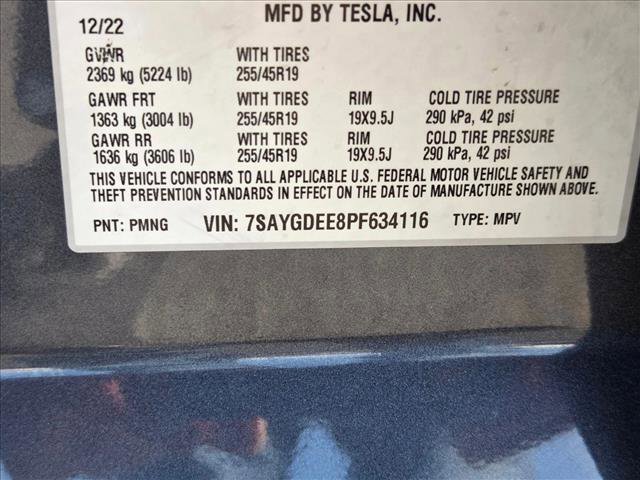 MFD BY TESLA, INC.
12/22
GVWR WITH TIRES
2369 kg (5224 lb) 255/45R19
GAWR FRT WITH TIRES RIM COLD TIRE PRESSURE
1363 kg (3004 lb) 255/45R19 19X9.5J 290 kPa, 42 psi
GAWR RR WITH TIRES RIM COLD TIRE PRESSURE
1636 kg (3606 lb) 255/45R19 19X9.5J 290 kPa, 42 psi
THIS VEHICLE CONFORMS TO ALL APPLICABLE U.S. FEDERAL MOTOR VEHICLE SAFETY AND
THEFT PREVENTION STANDARDS IN EFFECT ON THE DATE OF MANUFACTURE SHOWN ABOVE.
PNT: PMNG VIN: 7SAYGDEE8PF634116 TYPE: MPV